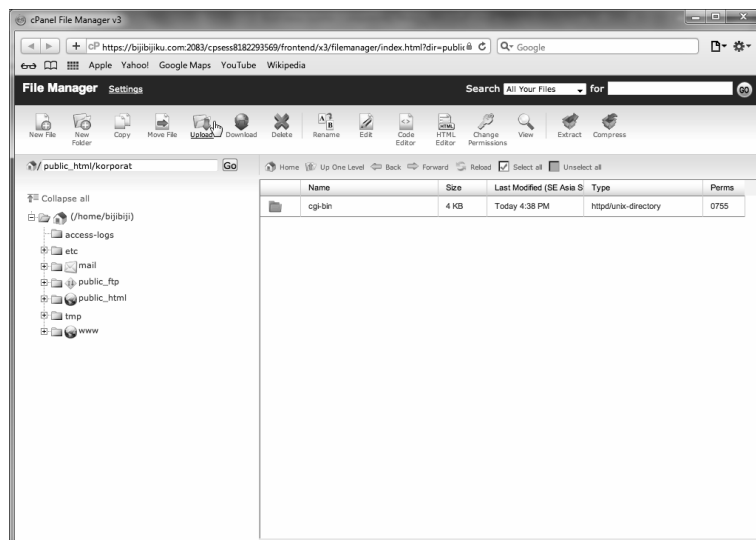 cPanel File Manager v3
cP https://bijibijiku.com:2083/cpsess8182293569/frontend/x3/filemanager/index.html?dir=public
Google
Apple Yahoo! Google Maps YouTube Wikipedia
File Manager Settings
Search All Your Files for GO
New File
New Folder
Copy
Move File
Upload
Download
Delete
Rename
Edit
Code Editor
HTML Editor
Change Permissions
View
Extract
Compress
/ public_html/korporat Go
Home Up One Level Back Forward Reload Select all Unselect all
Name Size Last Modified (SE Asia S Type Perms
cgi-bin 4 KB Today 4:38 PM httpd/unix-directory 0755
Collapse all
(/home/bijibiji)
access-logs
etc
mail
public_ftp
public_html
tmp
www